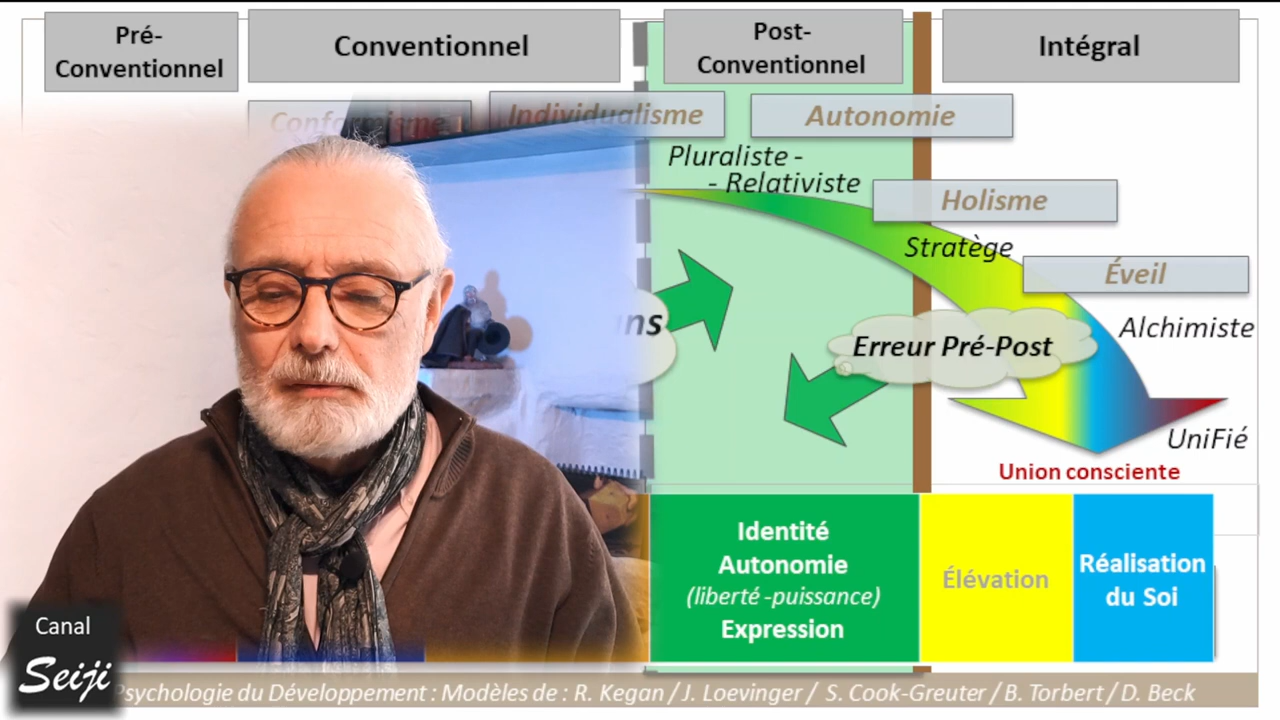 Pré-
Conventionnel
Conventionnel
Post-
Conventionnel
Intégral
Conformisme
Individualisme
Autonomie
Pluraliste -
- Relativiste
Holisme
Stratège
Éveil
ns
Erreur Pré-Post
Alchimiste
UniFié
Union consciente
Identité
Autonomie
(liberté -puissance)
Expression
Élévation
Réalisation
du Soi
Canal
Seiji
Psychologie du Développement : Modèles de : R. Kegan / J. Loevinger / S. Cook-Greuter / B. Torbert / D. Beck